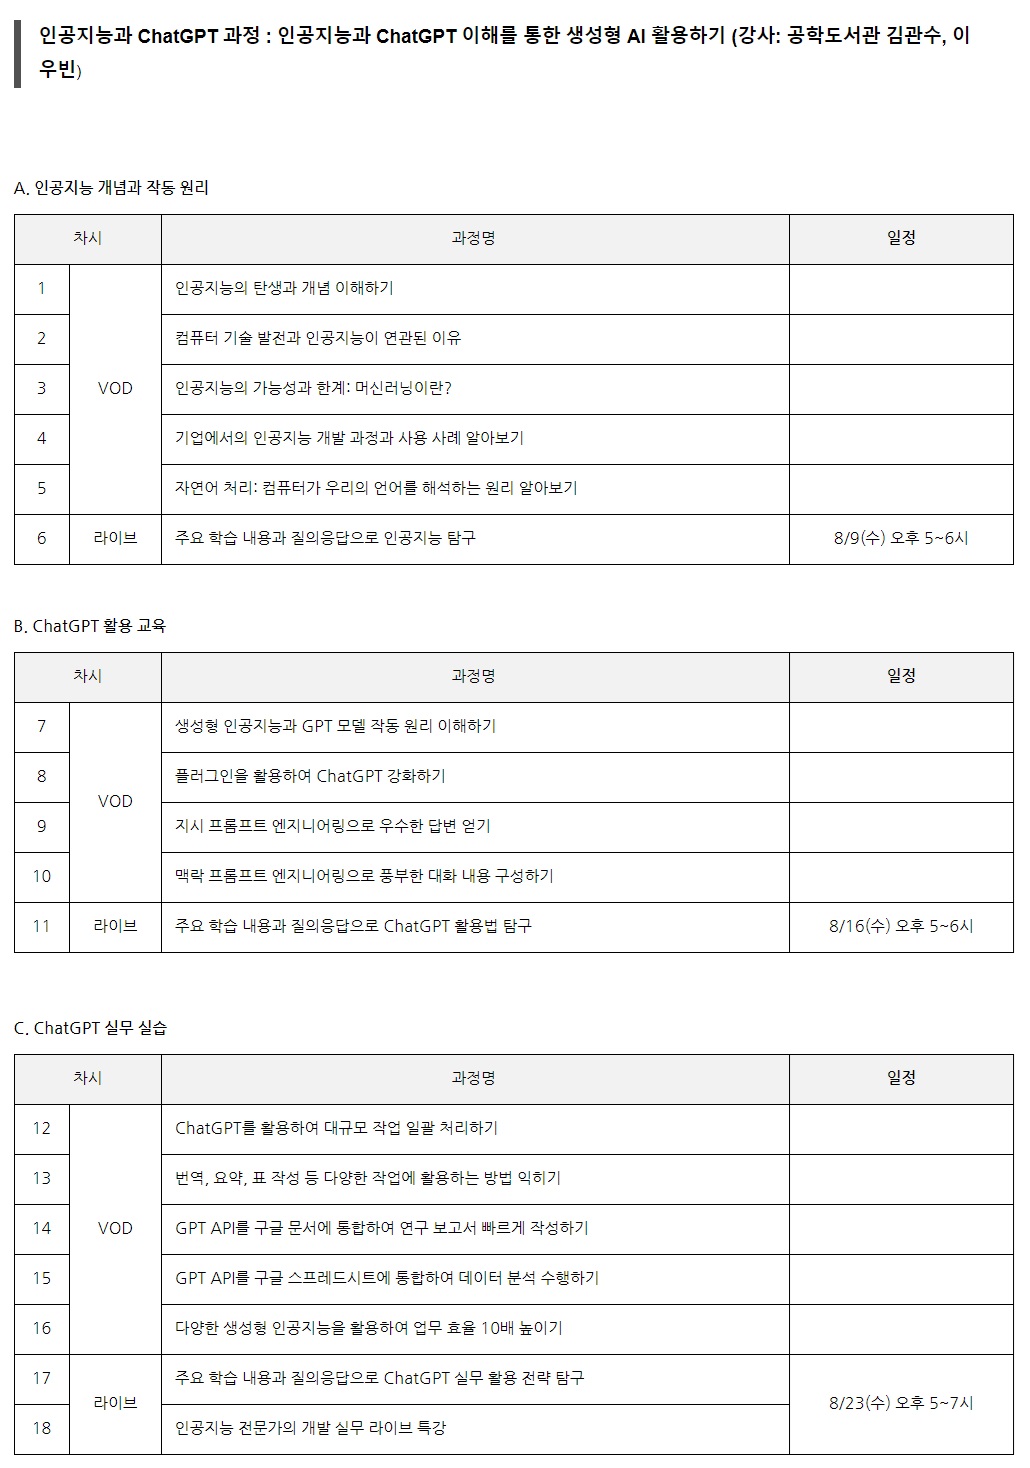 인공지능과 ChatGPT 과정 : 인공지능과 ChatGPT 이해를 통한 생성형 AI 활용하기 (강사: 공학도서관 김관수, 이
우빈)
A. 인공지능 개념과 작동 원리
차시 과정명 일정
1 인공지능의 탄생과 개념 이해하기
2 컴퓨터 기술 발전과 인공지능이 연관된 이유
3 VOD 인공지능의 가능성과 한계: 머신러닝이란?
4 기업에서의 인공지능 개발 과정과 사용 사례 알아보기
5 자연어 처리: 컴퓨터가 우리의 언어를 해석하는 원리 알아보기
6 라이브 주요 학습 내용과 질의응답으로 인공지능 탐구 8/9(수) 오후 5~6시
B. ChatGPT 활용 교육
차시 과정명 일정
7 생성형 인공지능과 GPT 모델 작동 원리 이해하기
8 플러그인을 활용하여 ChatGPT 강화하기
VOD
9 지시 프롬프트 엔지니어링으로 우수한 답변 얻기
10 맥락 프롬프트 엔지니어링으로 풍부한 대화 내용 구성하기
11 라이브 주요 학습 내용과 질의응답으로 ChatGPT 활용법 탐구 8/16(수) 오후 5~6시
C. ChatGPT 실무 실습
차시 과정명 일정
12 ChatGPT를 활용하여 대규모 작업 일괄 처리하기
13 번역, 요약, 표 작성 등 다양한 작업에 활용하는 방법 익히기
14 VOD GPT API를 구글 문서에 통합하여 연구 보고서 빠르게 작성하기
15 GPT API를 구글 스프레드시트에 통합하여 데이터 분석 수행하기
16 다양한 생성형 인공지능을 활용하여 업무 효율 10배 높이기
17 주요 학습 내용과 질의응답으로 ChatGPT 실무 활용 전략 탐구
라이브 8/23(수) 오후 5~7시
18 인공지능 전문가의 개발 실무 라이브 특강